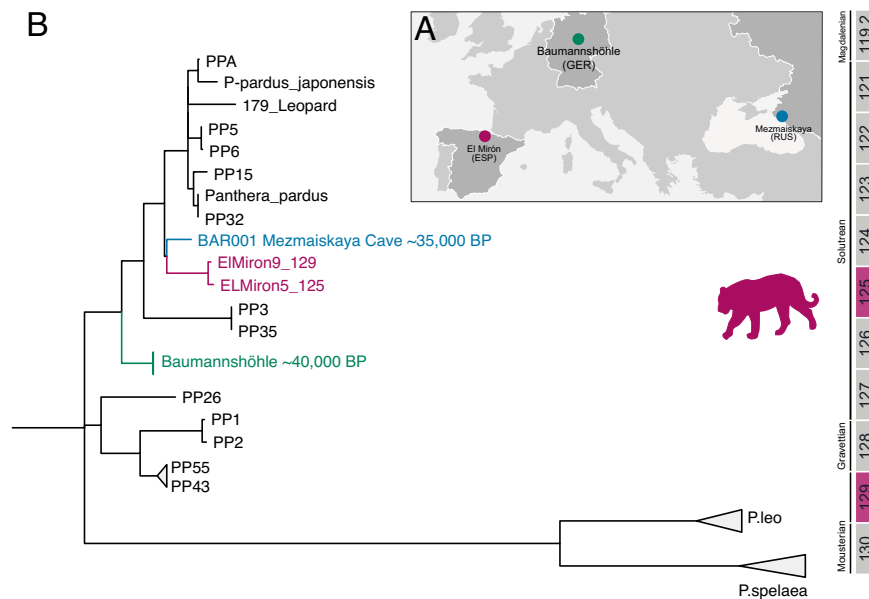 B
A
Baumannshöhle
(GER)
El Mirón
(ESP)
Mezmaiskaya
(RUS)
PPA
P-pardus_japonensis
179_Leopard
PP5
PP6
PP15
Panthera_pardus
PP32
BAR001 Mezmaiskaya Cave ~35,000 BP
ElMiron9_129
ELMiron5_125
PP3
PP35
Baumannshöhle ~40,000 BP
PP26
PP1
PP2
PP55
PP43
P.leo
P.spelaea
Magdalenian
Solutrean
Gravettian
Mousterian
119.2
121
122
123
124
125
126
127
128
129
130